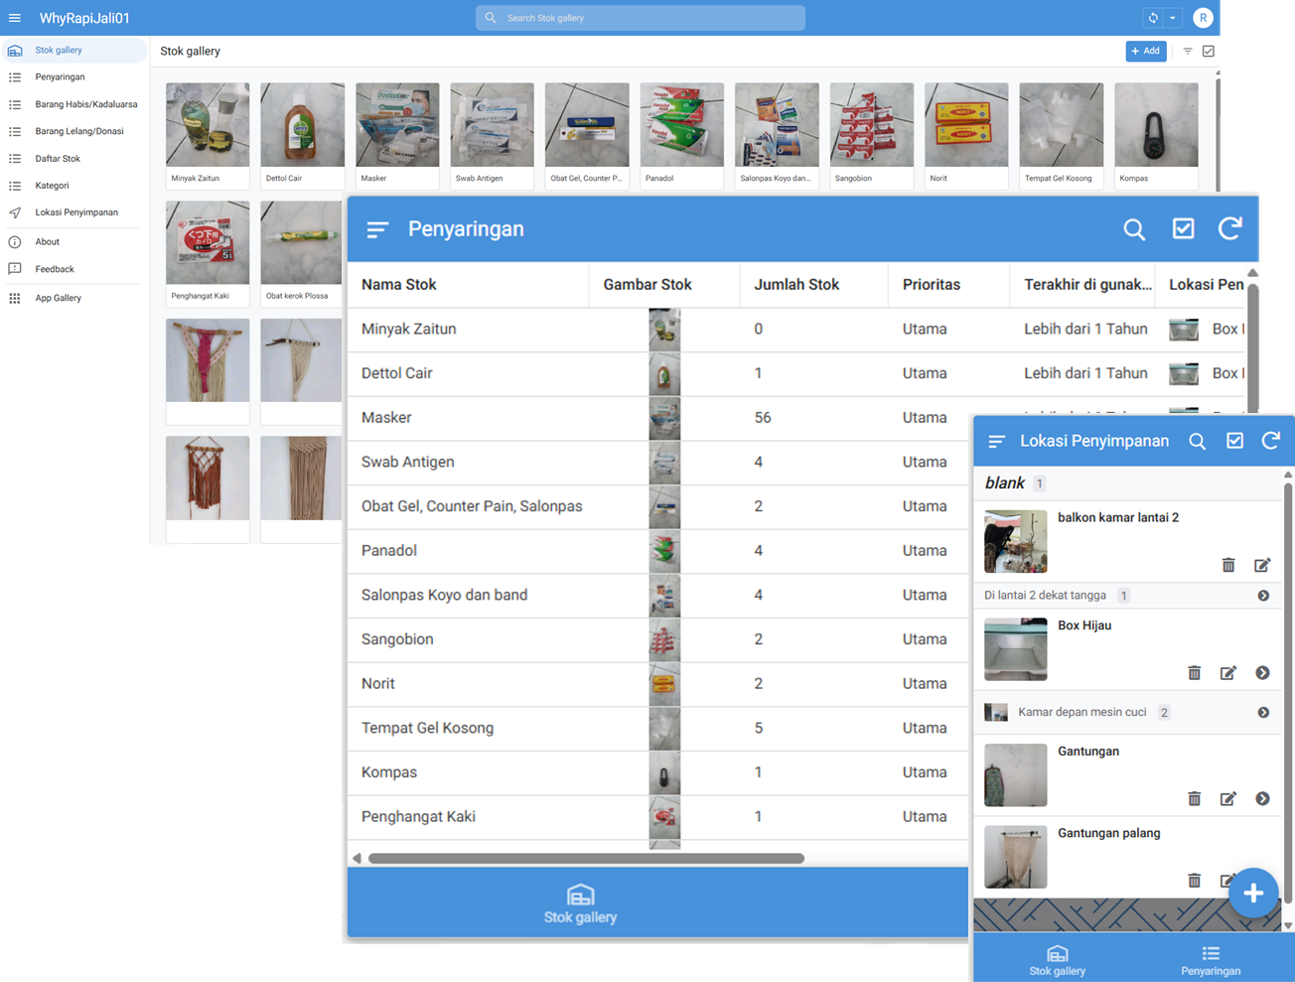 WhyRapiJali01
Search Stok gallery
R
Stok gallery
Penyaringan
Barang Habis/Kadaluarsa
Barang Lelang/Donasi
Daftar Stok
Kategori
Lokasi Penyimpanan
About
Feedback
App Gallery
Stok gallery
+ Add
Minyak Zaitun
Dettol Cair
Masker
Swab Antigen
Obat Gel, Counter P...
Panadol
Salonpas Koyo dan...
Sangobion
Norit
Tempat Gel Kosong
Kompas
Penghangat Kaki
Obat kerok Plossa
Penyaringan
Nama Stok Gambar Stok Jumlah Stok Prioritas Terakhir di gunak... Lokasi Pen
Minyak Zaitun 0 Utama Lebih dari 1 Tahun Box
Dettol Cair 1 Utama Lebih dari 1 Tahun Box
Masker 56 Utama
Swab Antigen 4 Utama
Obat Gel, Counter Pain, Salonpas 2 Utama
Panadol 4 Utama
Salonpas Koyo dan band 4 Utama
Sangobion 2 Utama
Norit 2 Utama
Tempat Gel Kosong 5 Utama
Kompas 1 Utama
Penghangat Kaki 1 Utama
Stok gallery
Lokasi Penyimpanan
blank 1
balkon kamar lantai 2
Di lantai 2 dekat tangga 1
Box Hijau
Kamar depan mesin cuci 2
Gantungan
Gantungan palang
Stok gallery
Penyaringan